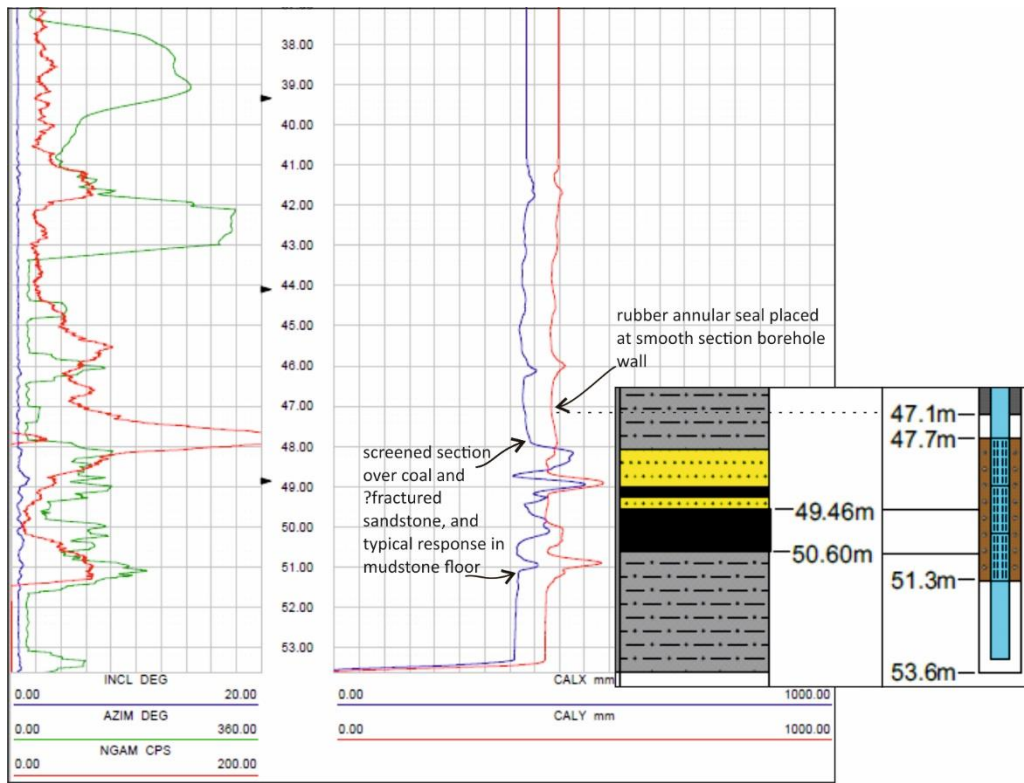 38.00
39.00
40.00
41.00
42.00
43.00
44.00
45.00
46.00
47.00
48.00
49.00
50.00
51.00
52.00
53.00
rubber annular seal placed
at smooth section borehole
wall
screened section
over coal and
?fractured
sandstone, and
typical response in
mudstone floor
47.1m
47.7m
49.46m
50.60m
51.3m
53.6m
INCL DEG
0.00 20.00
AZIM DEG
0.00 360.00
NGAM CPS
0.00 200.00
CALX mm
0.00 1000.00
CALY mm
0.00 1000.00